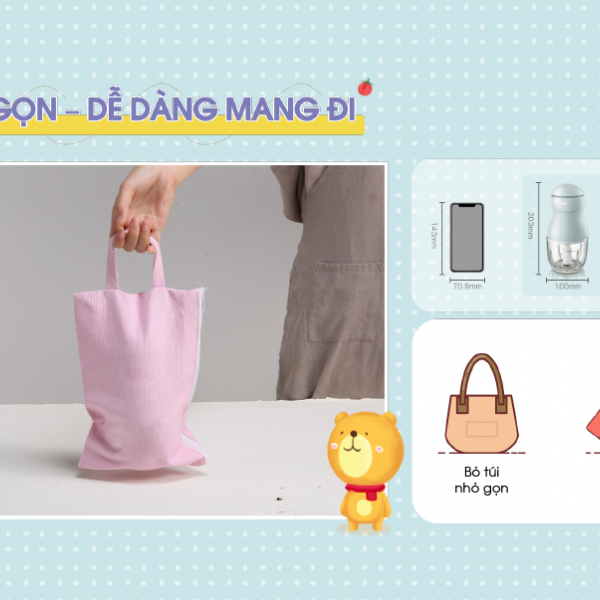 GỌN – DỄ DÀNG MANG ĐI
143mm
70.9mm
203mm
100mm
Bỏ túi
nhỏ gọn